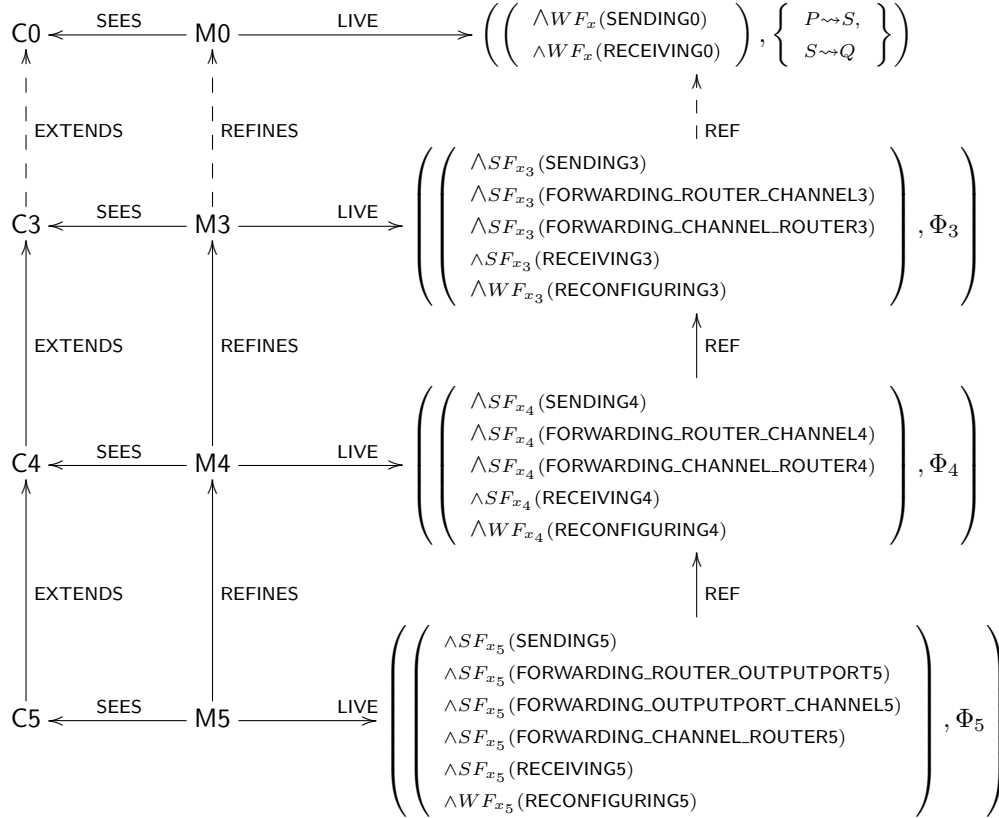 C0 SEES M0 LIVE ( ( ∧WF_x(SENDING0) ∧WF_x(RECEIVING0) ) , { P⇝S, S⇝Q } )
EXTENDS REFINES REF
∧SF_{x_3}(SENDING3)
∧SF_{x_3}(FORWARDING_ROUTER_CHANNEL3)
C3 SEES M3 LIVE ∧SF_{x_3}(FORWARDING_CHANNEL_ROUTER3) , Φ_3
∧SF_{x_3}(RECEIVING3)
∧WF_{x_3}(RECONFIGURING3)
EXTENDS REFINES REF
∧SF_{x_4}(SENDING4)
∧SF_{x_4}(FORWARDING_ROUTER_CHANNEL4)
C4 SEES M4 LIVE ∧SF_{x_4}(FORWARDING_CHANNEL_ROUTER4) , Φ_4
∧SF_{x_4}(RECEIVING4)
∧WF_{x_4}(RECONFIGURING4)
EXTENDS REFINES REF
∧SF_{x_5}(SENDING5)
∧SF_{x_5}(FORWARDING_ROUTER_OUTPUTPORT5)
C5 SEES M5 LIVE ∧SF_{x_5}(FORWARDING_OUTPUTPORT_CHANNEL5) , Φ_5
∧SF_{x_5}(FORWARDING_CHANNEL_ROUTER5)
∧SF_{x_5}(RECEIVING5)
∧WF_{x_5}(RECONFIGURING5)